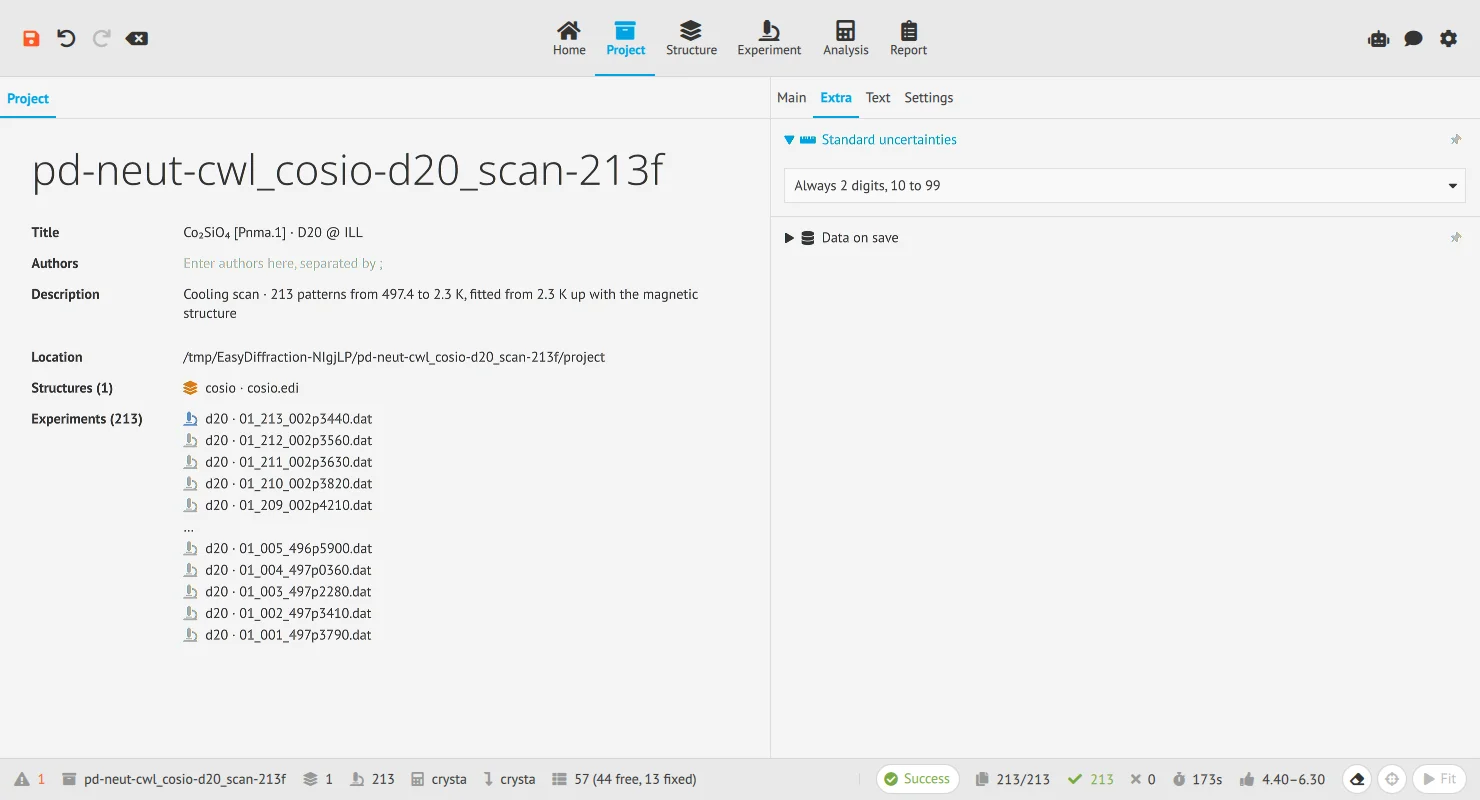 Home
Project
Structure
Experiment
Analysis
Report
Project
Main
Extra
Text
Settings
pd-neut-cwl_cosio-d20_scan-213f
Title
Co₂SiO₄ [Pnma.1] · D20 @ ILL
Authors
Enter authors here, separated by ;
Description
Cooling scan · 213 patterns from 497.4 to 2.3 K, fitted from 2.3 K up with the magnetic
structure
Location
/tmp/EasyDiffraction-NIgjLP/pd-neut-cwl_cosio-d20_scan-213f/project
Structures (1)
cosio · cosio.edi
Experiments (213)
d20 · 01_213_002p3440.dat
d20 · 01_212_002p3560.dat
d20 · 01_211_002p3630.dat
d20 · 01_210_002p3820.dat
d20 · 01_209_002p4210.dat
...
d20 · 01_005_496p5900.dat
d20 · 01_004_497p0360.dat
d20 · 01_003_497p2280.dat
d20 · 01_002_497p3410.dat
d20 · 01_001_497p3790.dat
Standard uncertainties
Always 2 digits, 10 to 99
Data on save
1
pd-neut-cwl_cosio-d20_scan-213f
1
213
crysta
crysta
57 (44 free, 13 fixed)
Success
213/213
213
0
173s
4.40–6.30
Fit